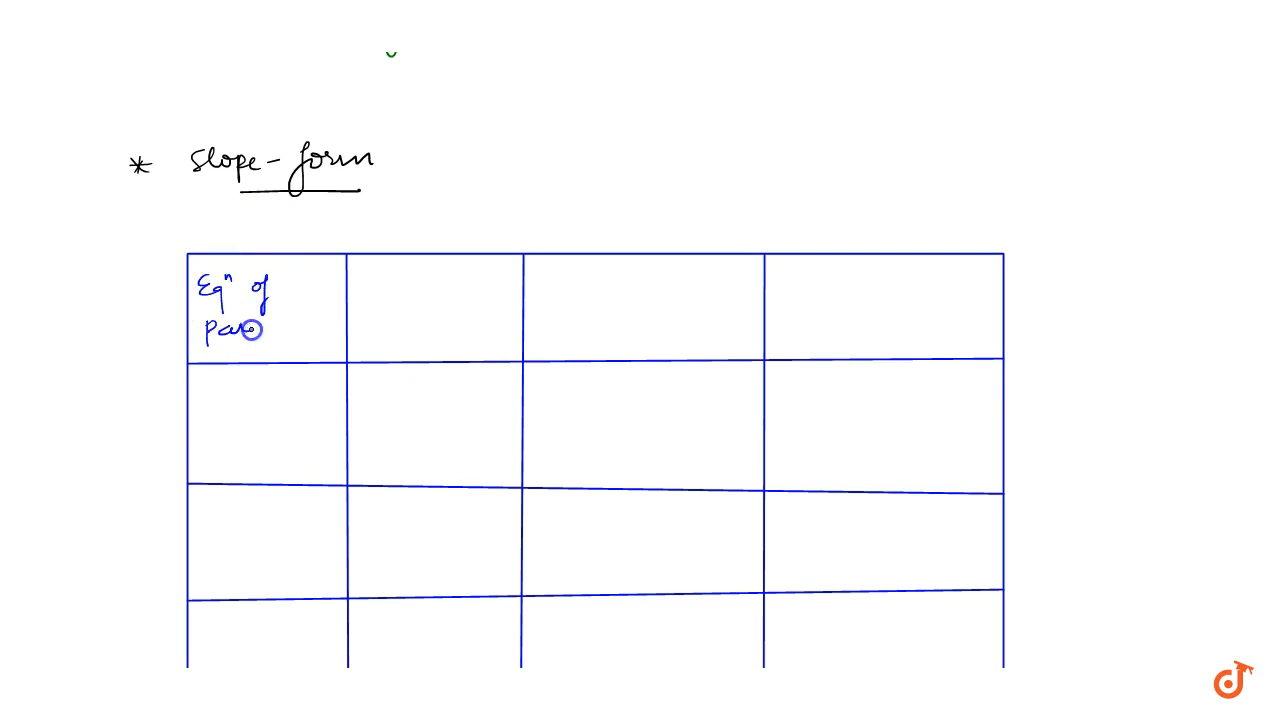 * Slope - form
Eqⁿ of
para